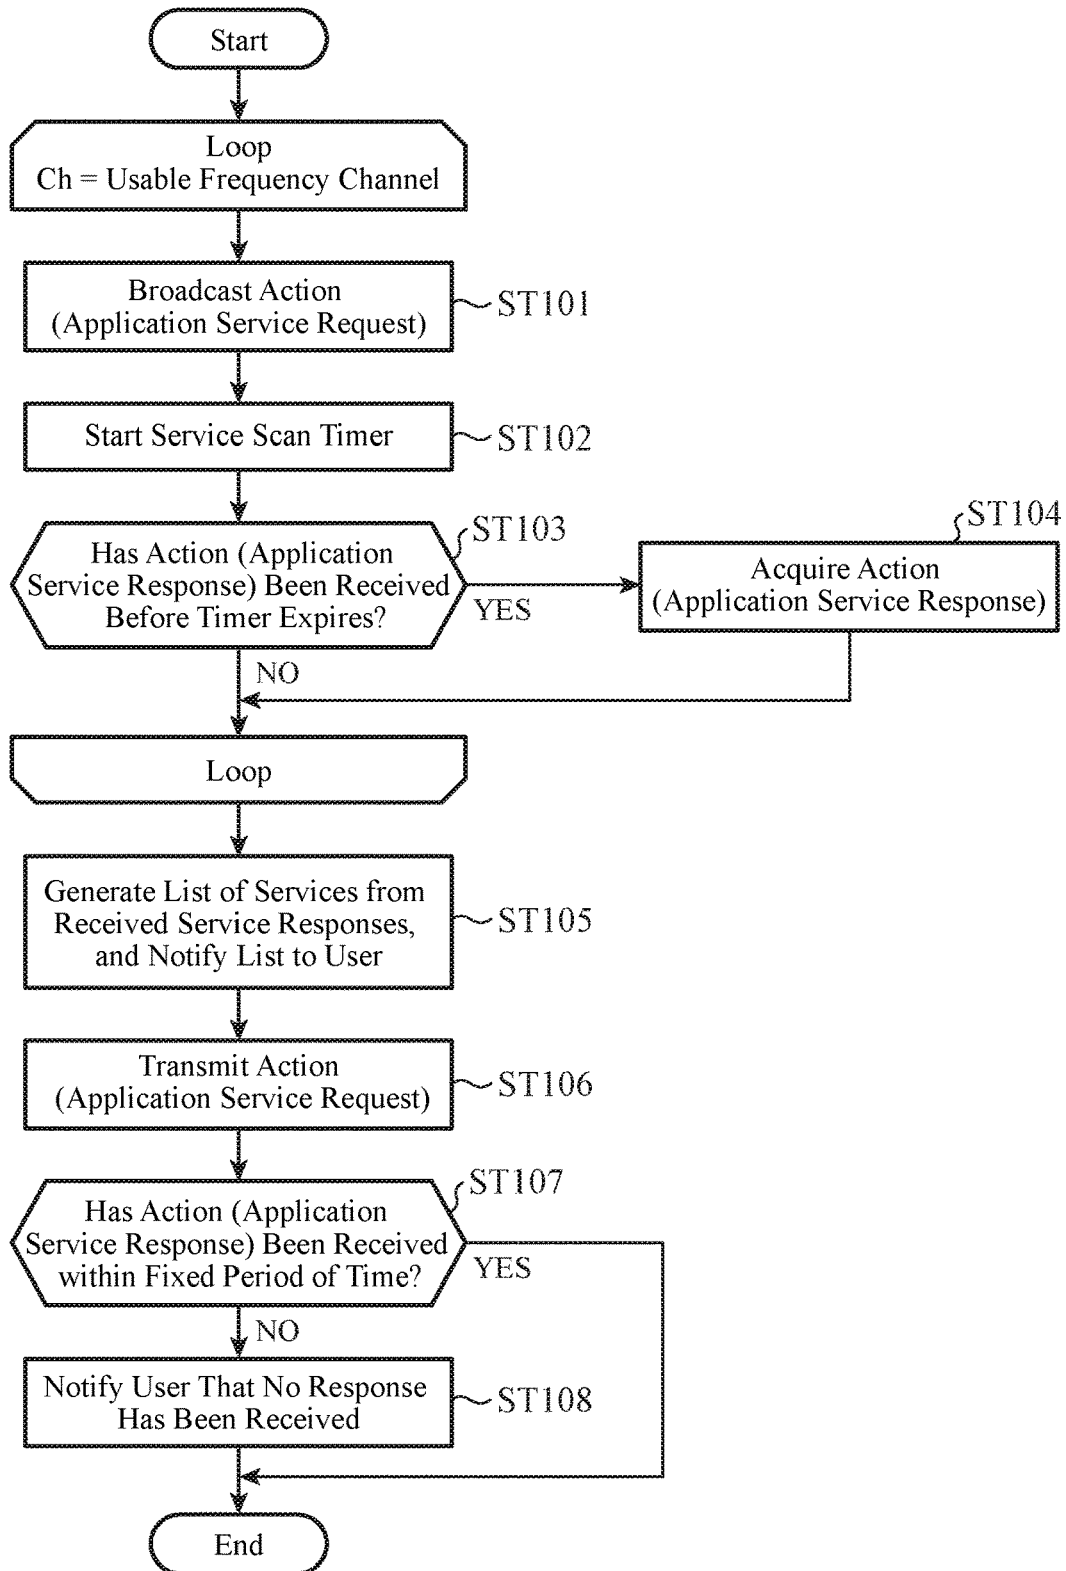 Start
Loop
Ch = Usable Frequency Channel
Broadcast Action
(Application Service Request)
ST101
Start Service Scan Timer
ST102
Has Action (Application
Service Response) Been Received
Before Timer Expires?
ST103
YES
NO
ST104
Acquire Action
(Application Service Response)
Loop
Generate List of Services from
Received Service Responses,
and Notify List to User
ST105
Transmit Action
(Application Service Request)
ST106
Has Action (Application
Service Response) Been Received
within Fixed Period of Time?
ST107
YES
NO
Notify User That No Response
Has Been Received
ST108
End